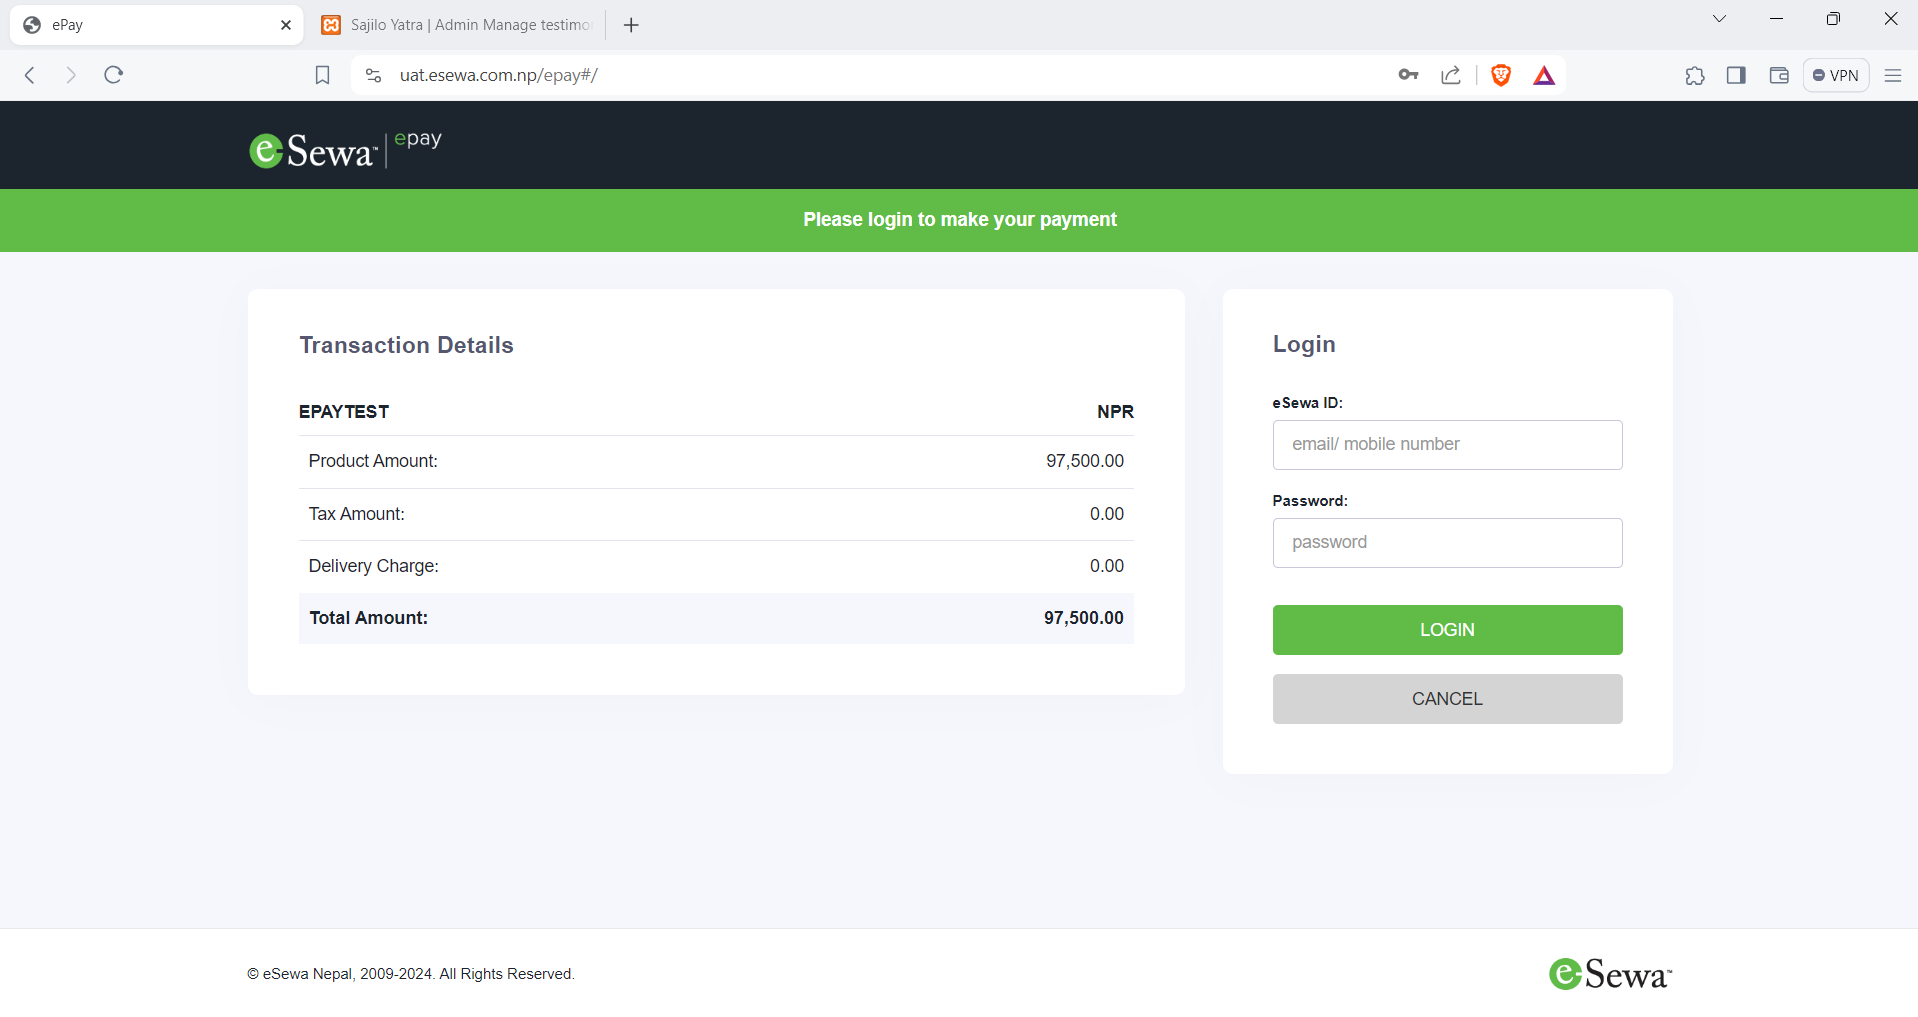 ePay
Sajilo Yatra | Admin Manage testimo
uat.esewa.com.np/epay#/
VPN
eSewa™ | epay
Please login to make your payment
Transaction Details
EPAYTEST NPR
Product Amount: 97,500.00
Tax Amount: 0.00
Delivery Charge: 0.00
Total Amount: 97,500.00
Login
eSewa ID:
email/ mobile number
Password:
password
LOGIN
CANCEL
© eSewa Nepal, 2009-2024. All Rights Reserved.
eSewa™